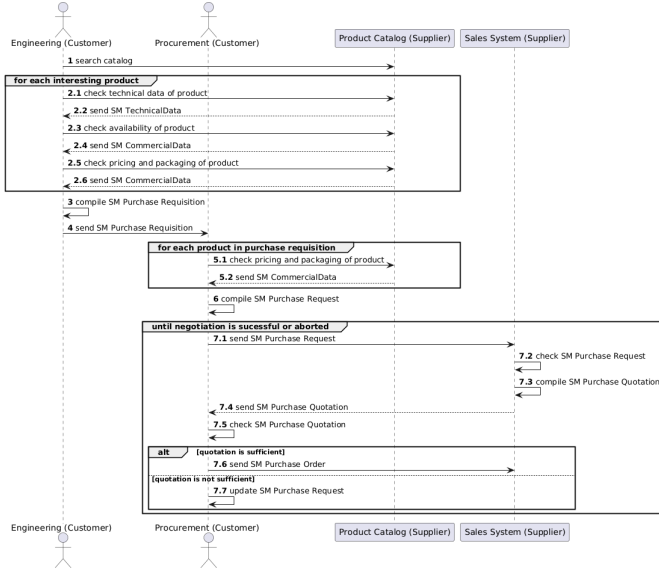 Engineering (Customer)
Procurement (Customer)
Product Catalog (Supplier)
Sales System (Supplier)
1 search catalog
for each interesting product
2.1 check technical data of product
2.2 send SM TechnicalData
2.3 check availability of product
2.4 send SM CommercialData
2.5 check pricing and packaging of product
2.6 send SM CommercialData
3 compile SM Purchase Requisition
4 send SM Purchase Requisition
for each product in purchase requisition
5.1 check pricing and packaging of product
5.2 send SM CommercialData
6 compile SM Purchase Request
until negotiation is sucessful or aborted
7.1 send SM Purchase Request
7.2 check SM Purchase Request
7.3 compile SM Purchase Quotation
7.4 send SM Purchase Quotation
7.5 check SM Purchase Quotation
alt [quotation is sufficient]
7.6 send SM Purchase Order
[quotation is not sufficient]
7.7 update SM Purchase Request
Engineering (Customer)
Procurement (Customer)
Product Catalog (Supplier)
Sales System (Supplier)